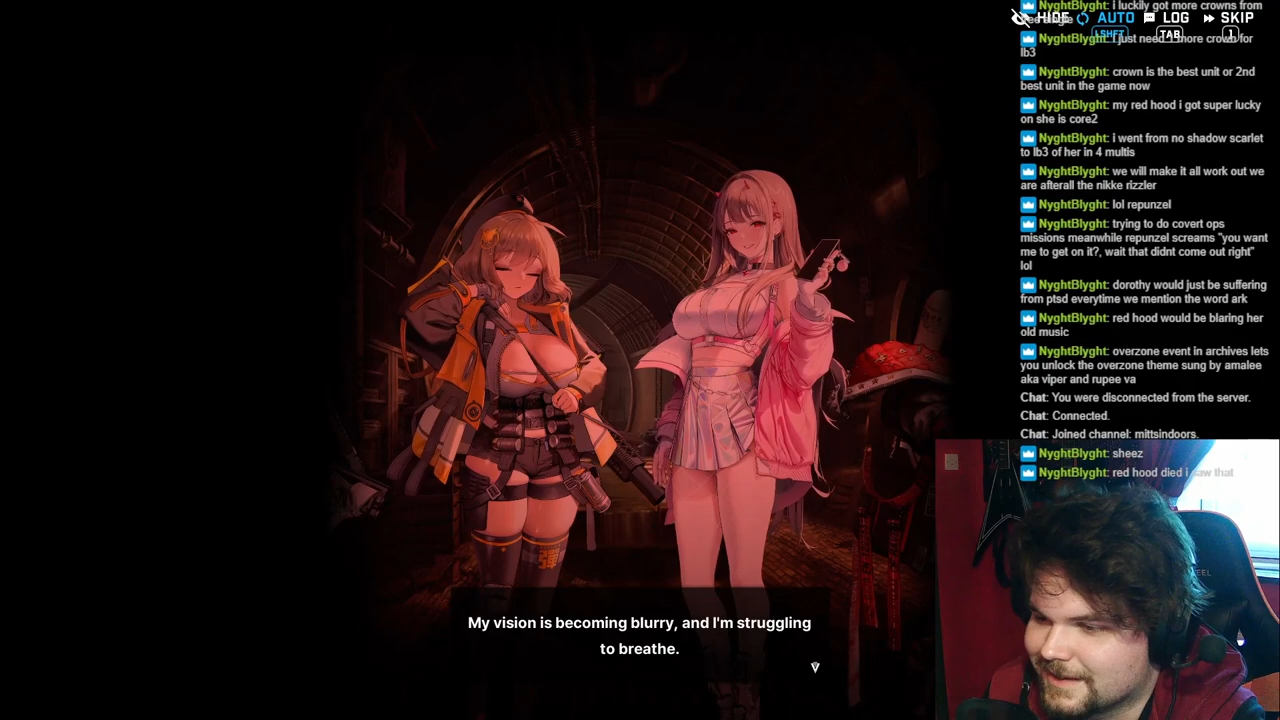 HIDE AUTO LOG SKIP
LSHFT TAB 1
NyghtBlyght: i luckily got more crowns from
NyghtBlyght: i just need 1 more crown for
lb3
NyghtBlyght: crown is the best unit or 2nd
best unit in the game now
NyghtBlyght: my red hood i got super lucky
on she is core2
NyghtBlyght: i went from no shadow scarlet
to lb3 of her in 4 multis
NyghtBlyght: we will make it all work out we
are afterall the nikke rizzler
NyghtBlyght: lol repunzel
NyghtBlyght: trying to do covert ops
missions meanwhile repunzel screams "you want
me to get on it?, wait that didnt come out right"
lol
NyghtBlyght: dorothy would just be suffering
from ptsd everytime we mention the word ark
NyghtBlyght: red hood would be blaring her
old music
NyghtBlyght: overzone event in archives lets
you unlock the overzone theme sung by amalee
aka viper and rupee va
Chat: You were disconnected from the server.
Chat: Connected.
Chat: Joined channel: mittsindoors.
NyghtBlyght: sheez
NyghtBlyght: red hood died i saw that
My vision is becoming blurry, and I'm struggling
to breathe.